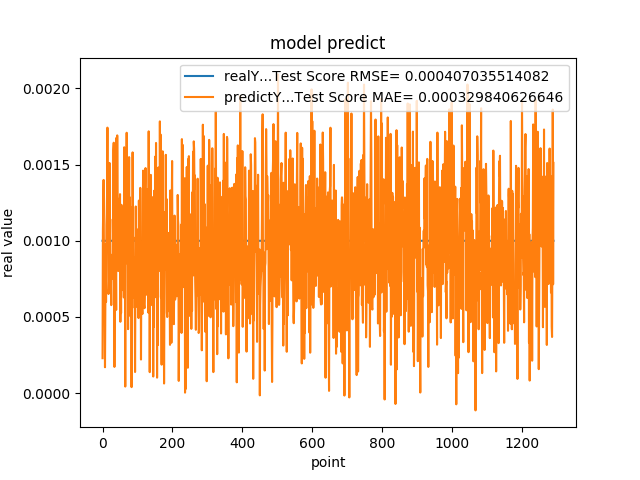 model predict
realY...Test Score RMSE= 0.000407035514082
predictY...Test Score MAE= 0.000329840626646
0.0020
0.0015
0.0010
0.0005
0.0000
real value
0 200 400 600 800 1000 1200
point